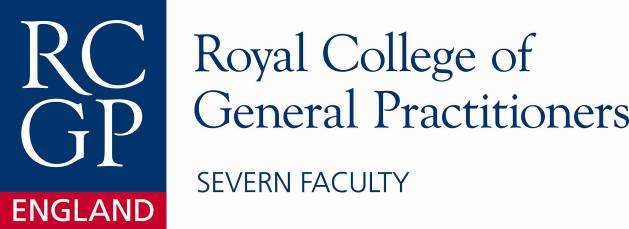 RC
GP
ENGLAND
Royal College of
General Practitioners
SEVERN FACULTY